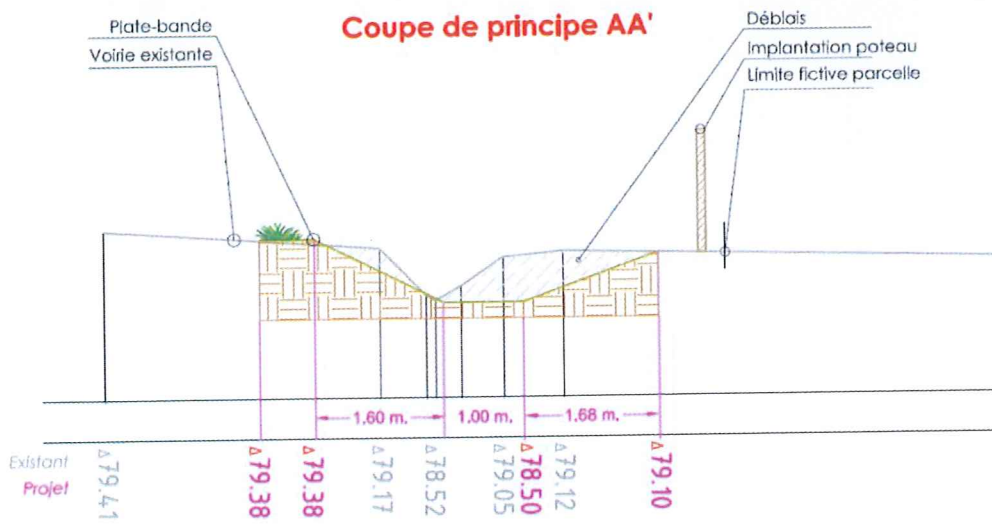 Coupe de principe AA'
Plate-bande
Voirie existante
Déblais
Implantation poteau
Limite fictive parcelle
1.60 m.
1.00 m.
1.68 m.
Existant
Projet
79.41
79.38
79.38
79.17
78.52
79.05
78.50
79.12
79.10